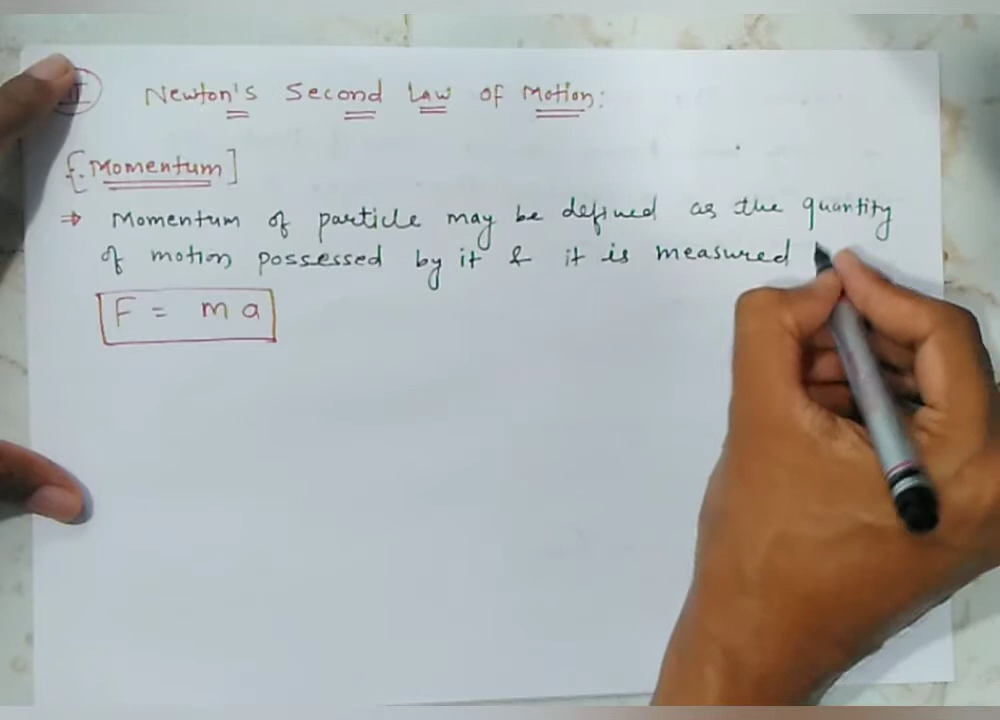 II Newton's Second Law of Motion:
{.Momentum]
⇒ Momentum of particle may be defined as the quantity
of motion possessed by it & it is measured
F = ma